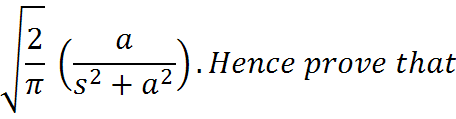 √(2/π) (a/(s² + a²)). Hence prove that